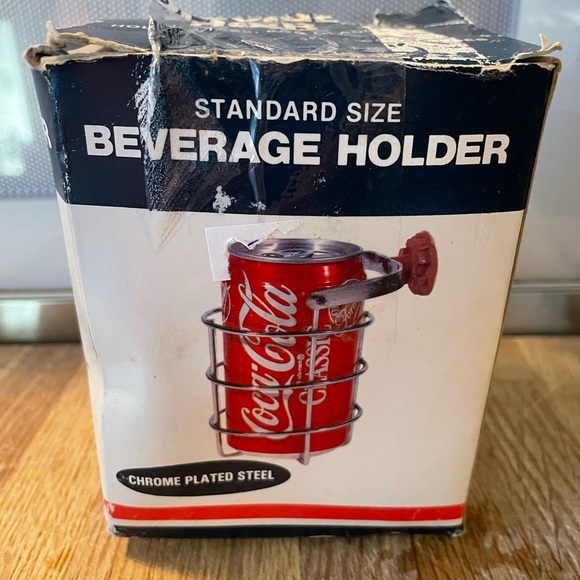 STANDARD SIZE
BEVERAGE HOLDER
Coca-Cola
CLASSIC
CHROME PLATED STEEL